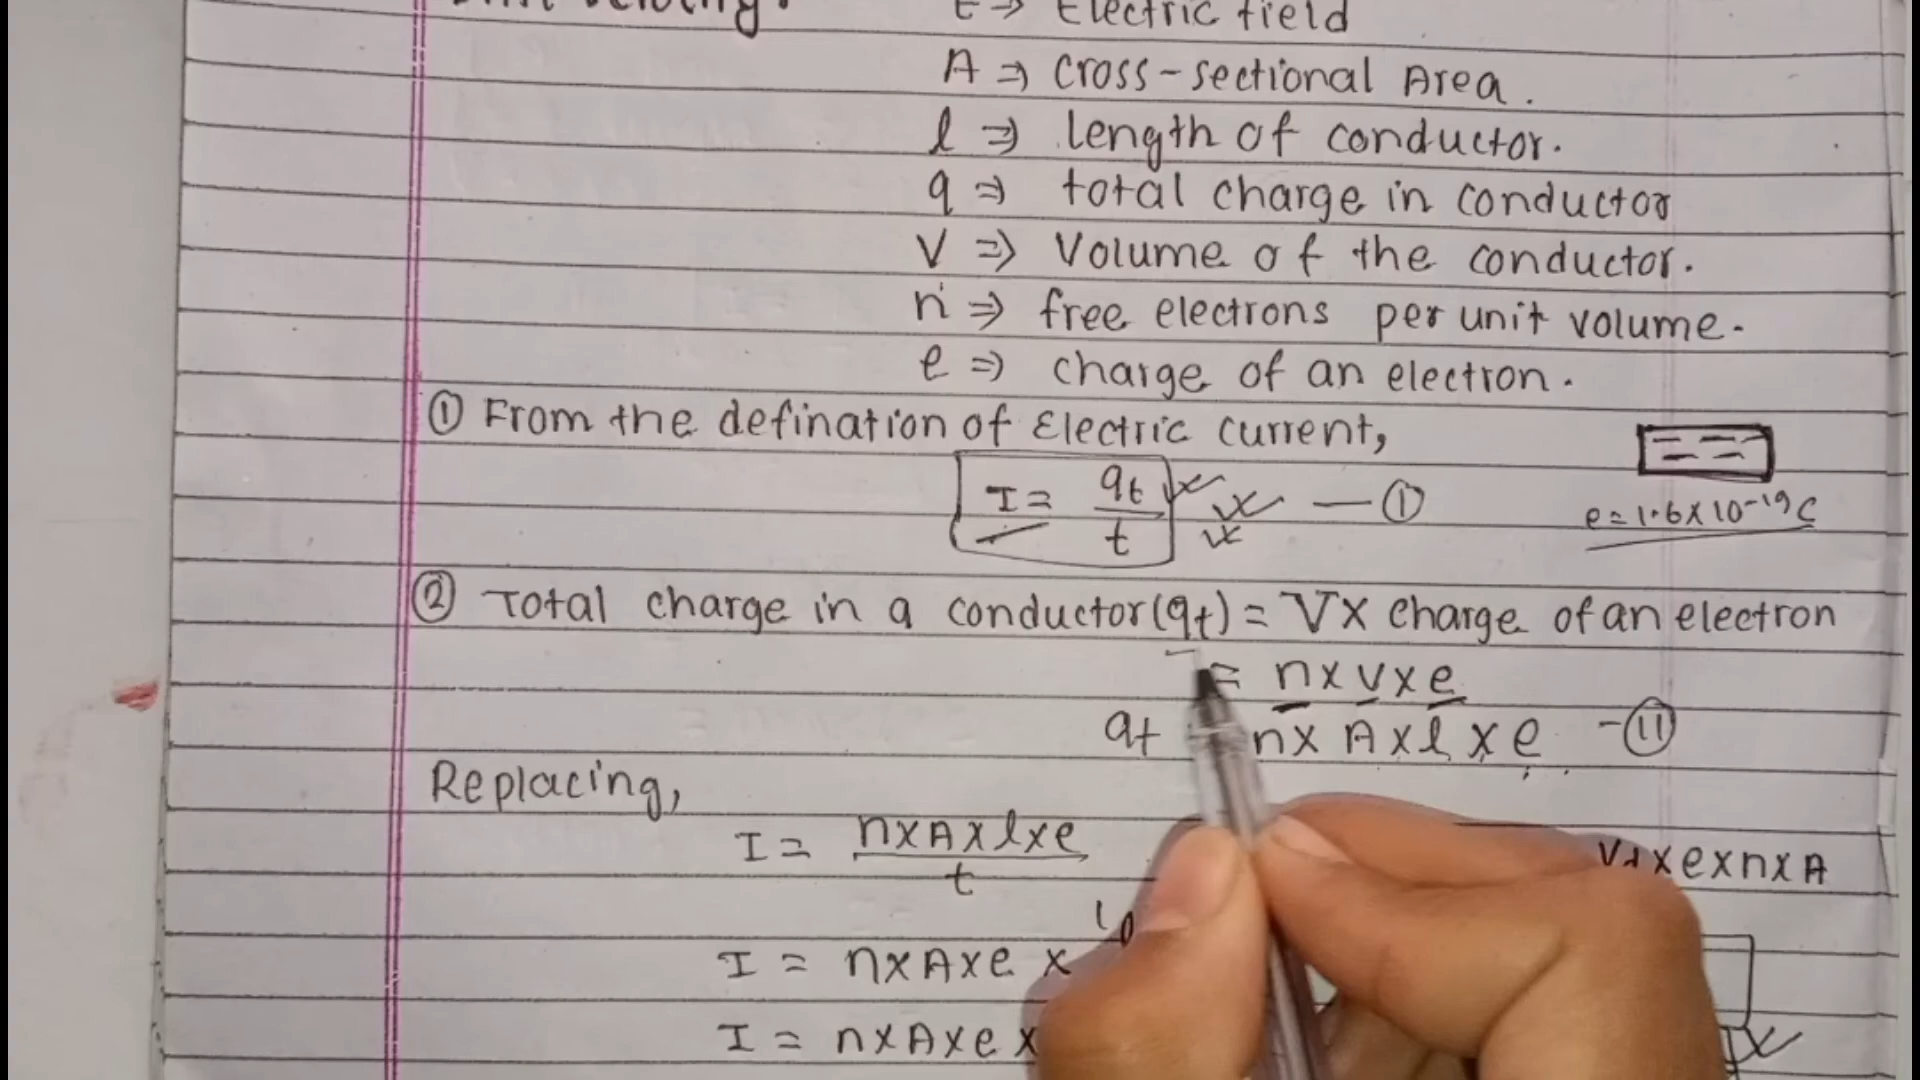 E ⇒ Electric field
A ⇒ cross-sectional Area.
l ⇒ length of conductor.
q ⇒ total charge in conductor
V ⇒ Volume of the conductor.
n ⇒ free electrons per unit volume.
e ⇒ charge of an electron.
① From the defination of Electric current,
I = qt/t — ①
e = 1.6 X 10⁻¹⁹ C
② Total charge in a conductor (qt) = V X charge of an electron
= n x v x e
qt n x A x l x e - ⑪
Replacing,
I = n x A x l x e / t
x e x n x A
I = n x A x e x
I = n x A x e x